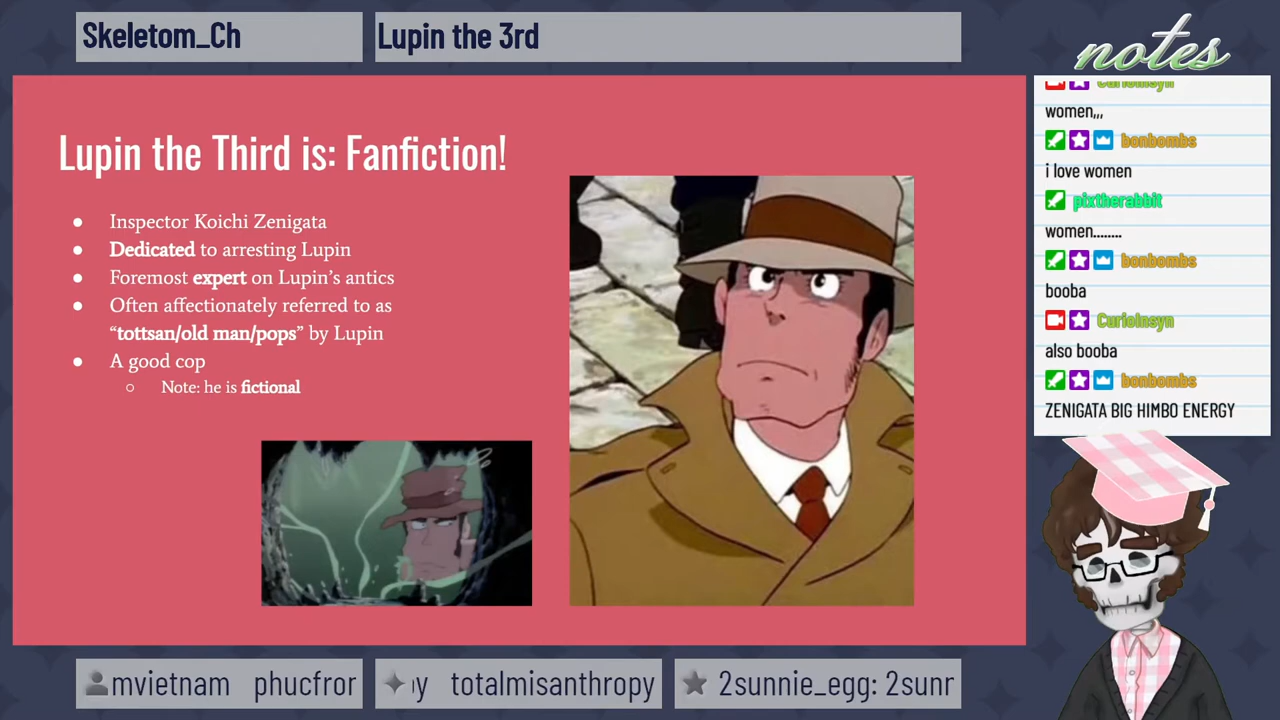 Skeletom_Ch
Lupin the 3rd
notes
Lupin the Third is: Fanfiction!
● Inspector Koichi Zenigata
● Dedicated to arresting Lupin
● Foremost expert on Lupin's antics
● Often affectionately referred to as
“tottsan/old man/pops” by Lupin
● A good cop
○ Note: he is fictional
CurioInsyn
women,,,
bonbombs
i love women
pixtherabbit
women........
bonbombs
booba
CurioInsyn
also booba
bonbombs
ZENIGATA BIG HIMBO ENERGY
mvietnam phucfror
y totalmisanthropy
2sunnie_egg: 2sunr